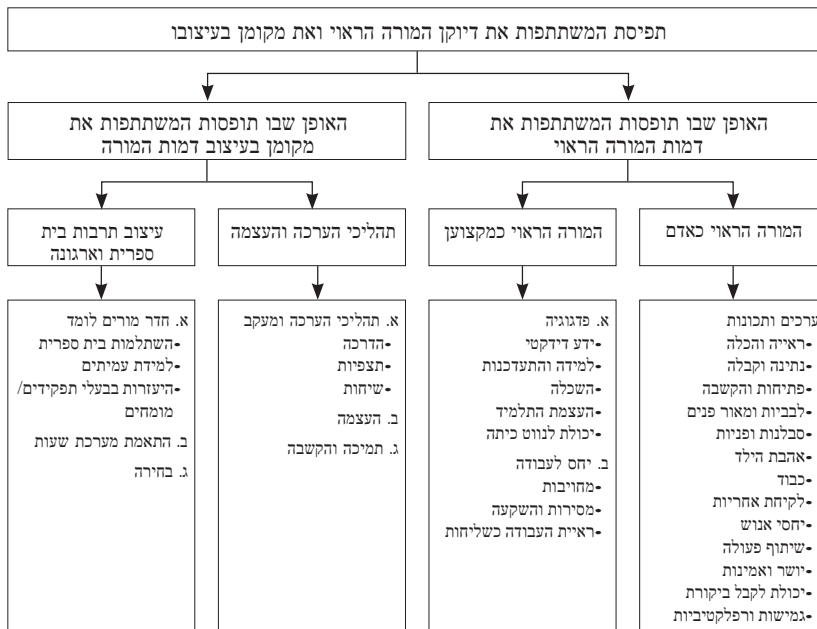 תפיסת המשתתפות את דיוקן המורה הראוי ואת מקומן בעיצובו
האופן שבו תופסות המשתתפות את
דמות המורה הראוי
האופן שבו תופסות המשתתפות את
מקומן בעיצוב דמות המורה
המורה הראוי כאדם
המורה הראוי כמקצוען
תהליכי הערכה והעצמה
עיצוב תרבות בית
ספרית וארגונה
ערכים ותכונות
•ראייה והכלה
•נתינה וקבלה
•פתיחות והקשבה
•לבביות ומאור פנים
•סבלנות ופניות
•אהבת הילד
•כבוד
•לקיחת אחריות
•יחסי אנוש
•שיתוף פעולה
•יושר ואמינות
•יכולת לקבל ביקורת
•גמישות ורפלקטיביות
א. פדגוגיה
•ידע דידקטי
•למידה והתעדכנות
•השכלה
•העצמת התלמיד
•יכולת לנווט כיתה
ב. יחס לעבודה
•מחויבות
•מסירות והשקעה
•ראיית העבודה כשליחות
א. תהליכי הערכה ומעקב
•הדרכה
•תצפיות
•שיחות
ב. העצמה
ג. תמיכה והקשבה
א. חדר מורים לומד
•השתלמות בית ספרית
•למידת עמיתים
•היעזרות בבעלי תפקידים/
מומחים
ב. התאמת מערכת שעות
ג. בחירה